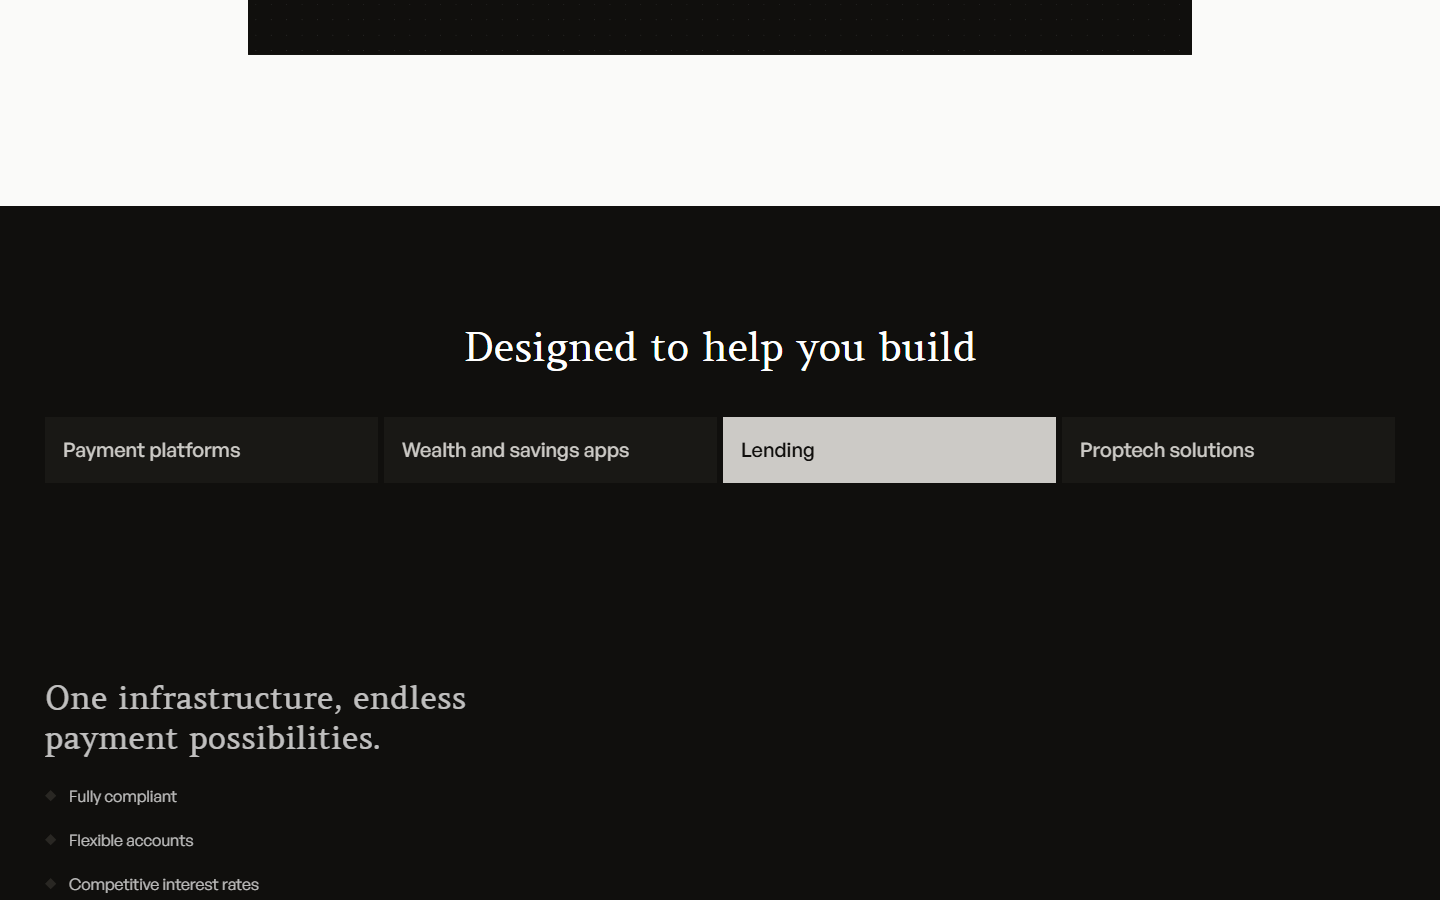 Designed to help you build
Payment platforms
Wealth and savings apps
Lending
Proptech solutions
One infrastructure, endless
payment possibilities.
Fully compliant
Flexible accounts
Competitive interest rates